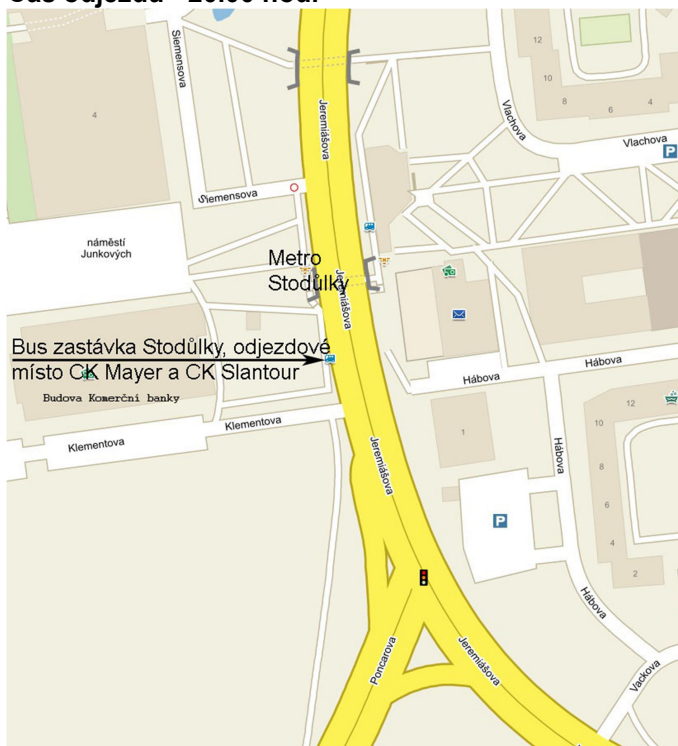 Čas odjezdu - 20.00 hod.
Siemensova
4
12
10
8
6
4
Vlachova
Vlachova
P
Jeremiášova
Siemensova
náměstí
Junkových
Metro
Stodůlky
Jeremiášova
Bus zastávka Stodůlky, odjezdové
místo CK Mayer a CK Slantour
Budova Komerční banky
Hábova
Hábova
Klementova
Klementova
Jeremiášova
1
Hábova
12
10
8
6
4
2
P
Hábova
Poncarova
Jeremiášova
Vackova